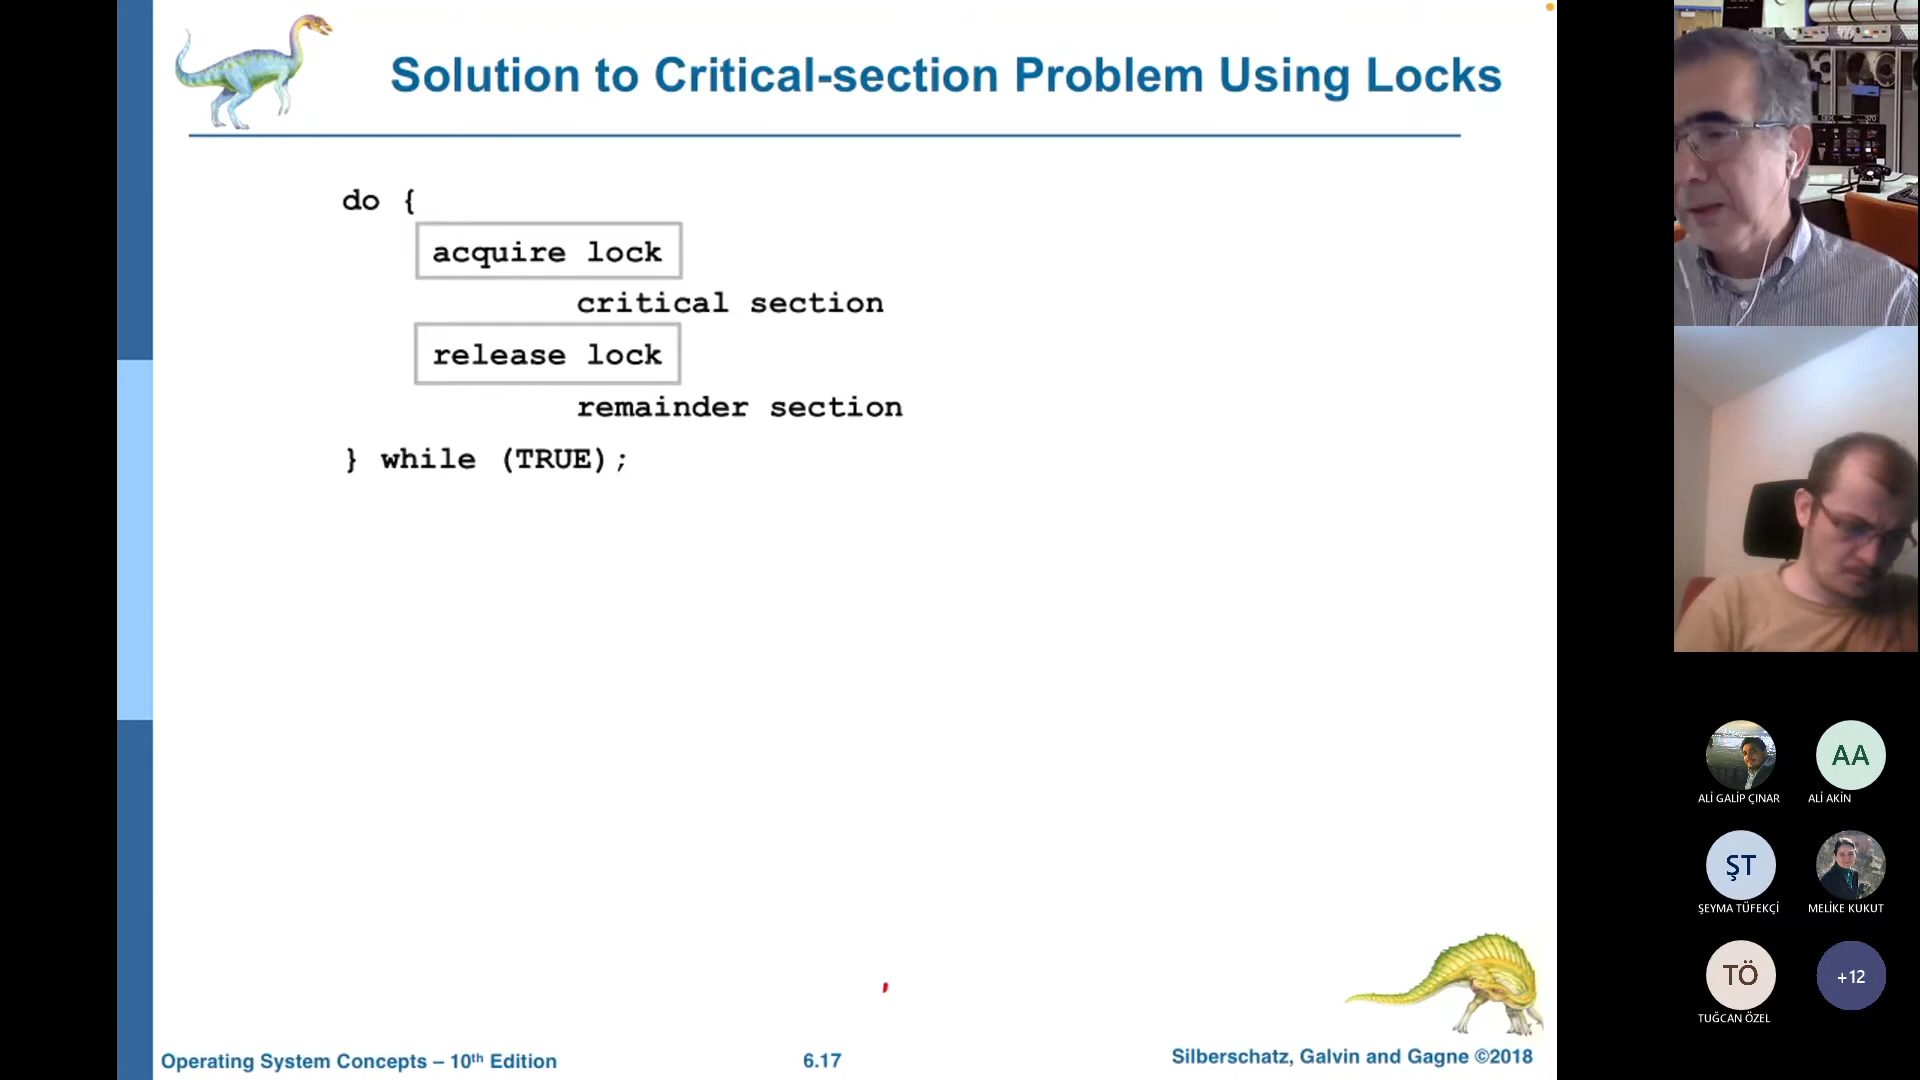 Solution to Critical-section Problem Using Locks
do {
acquire lock
critical section
release lock
remainder section
} while (TRUE);
Operating System Concepts – 10th Edition
6.17
Silberschatz, Galvin and Gagne ©2018
AA
ALİ GALİP ÇINAR
ALİ AKİN
ŞT
ŞEYMA TÜFEKÇİ
MELİKE KUKUT
TÖ
+12
TUĞCAN ÖZEL